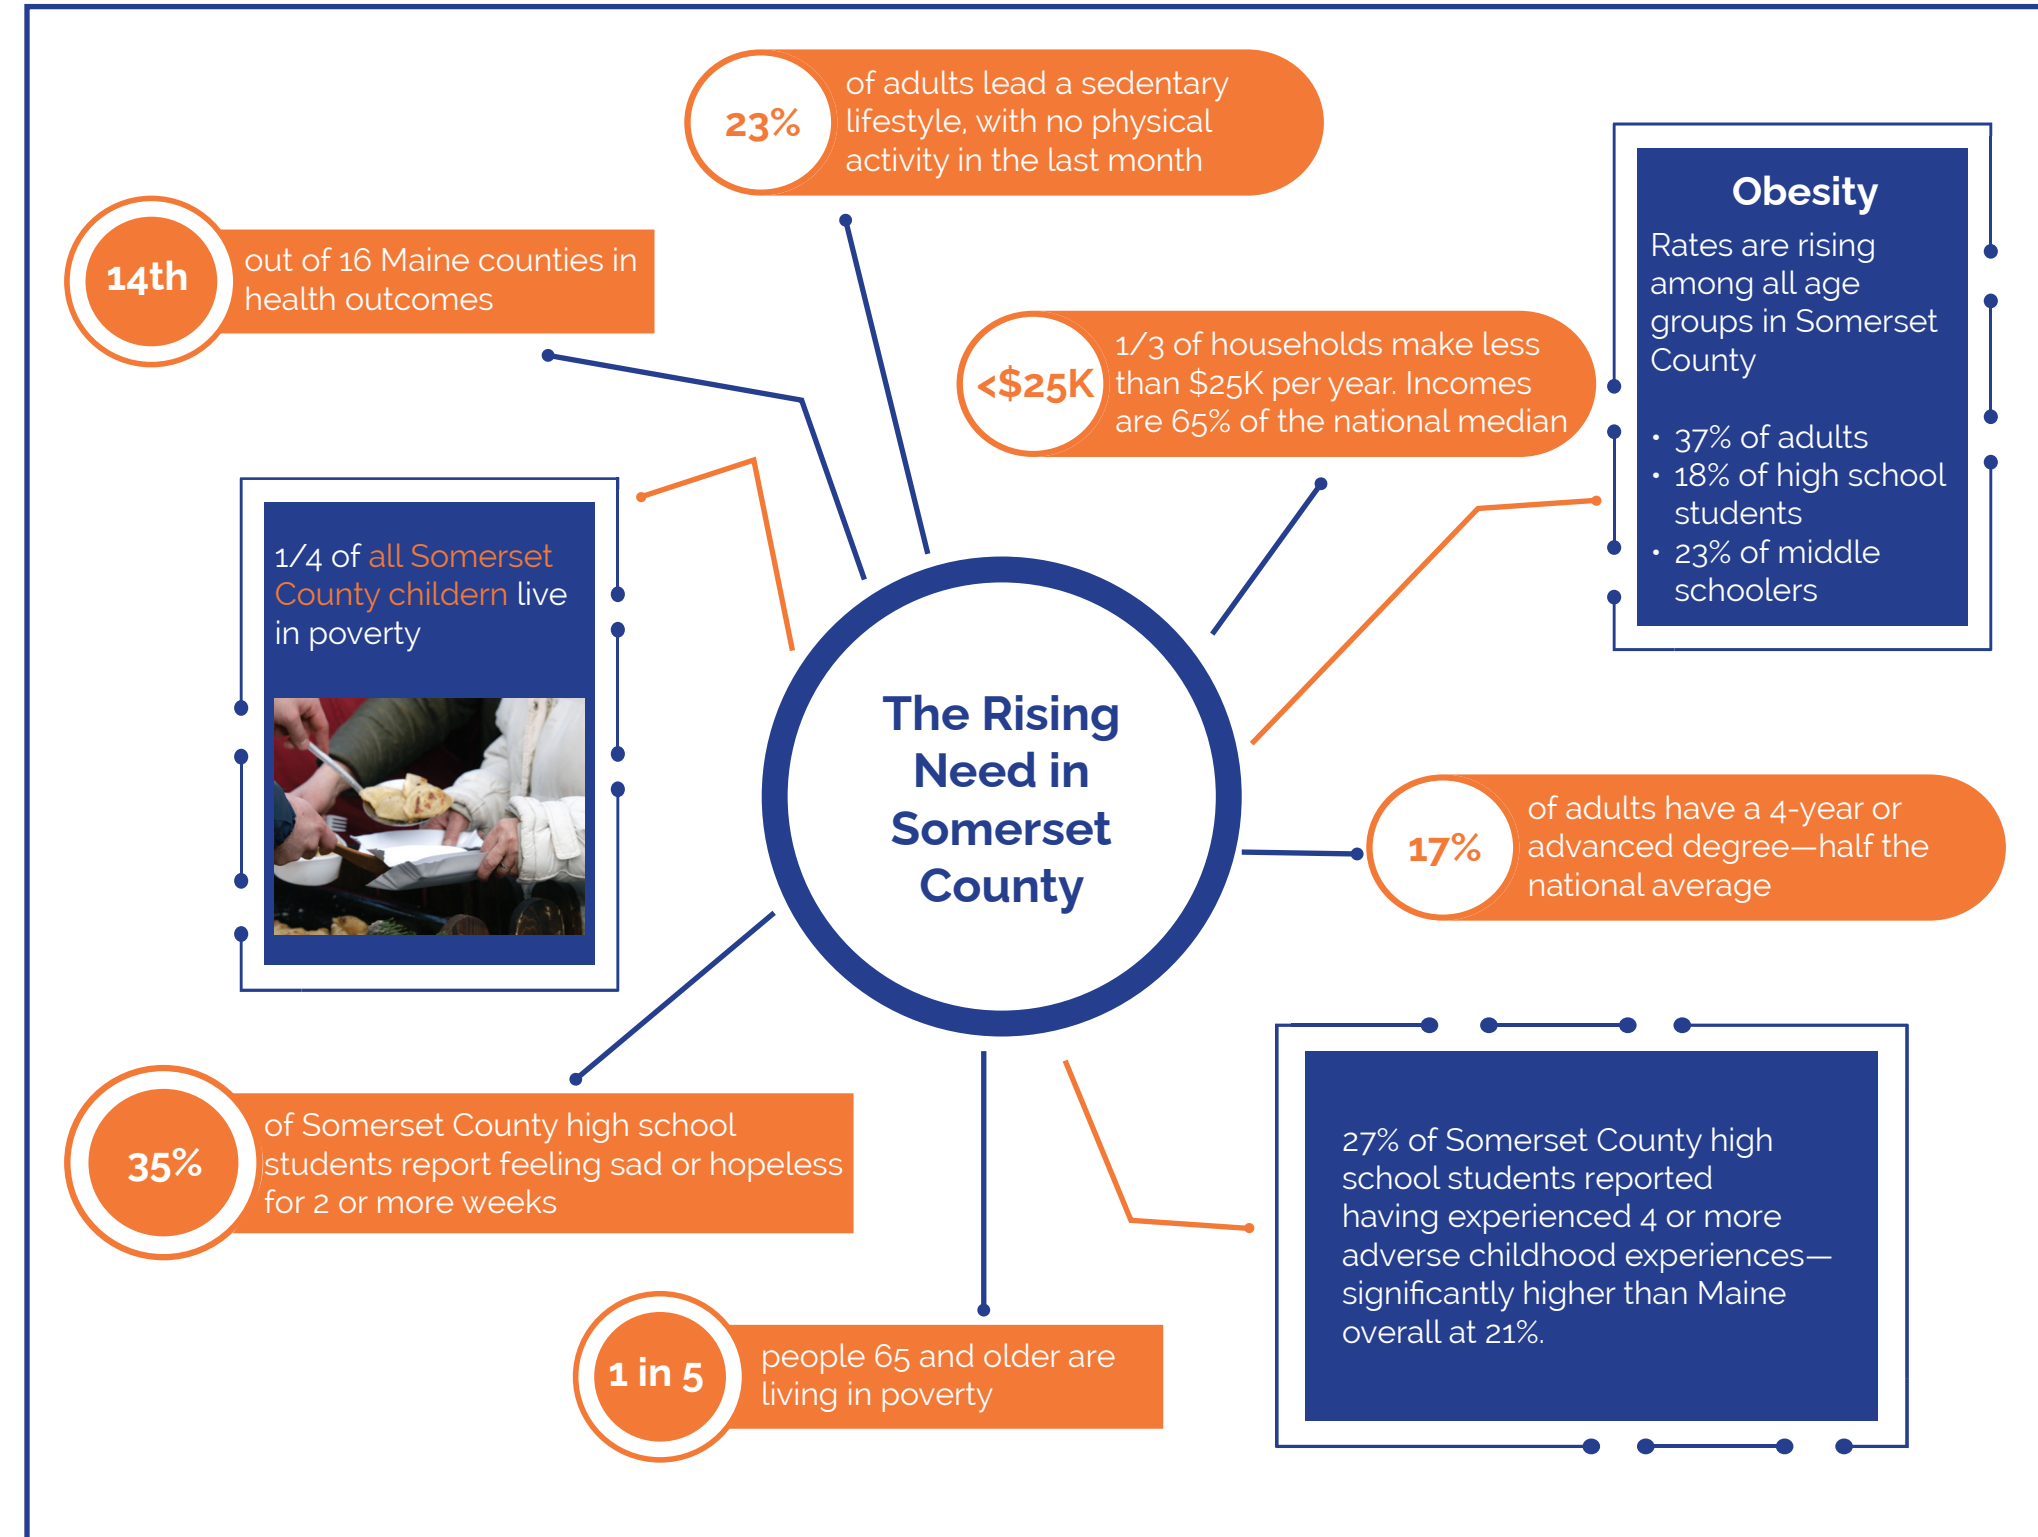 23%
of adults lead a sedentary
lifestyle, with no physical
activity in the last month
14th
out of 16 Maine counties in
health outcomes
<$25K
1/3 of households make less
than $25K per year. Incomes
are 65% of the national median
Obesity
Rates are rising
among all age
groups in Somerset
County
• 37% of adults
• 18% of high school
students
• 23% of middle
schoolers
1/4 of all Somerset
County childern live
in poverty
The Rising
Need in
Somerset
County
17%
of adults have a 4-year or
advanced degree—half the
national average
35%
of Somerset County high school
students report feeling sad or hopeless
for 2 or more weeks
27% of Somerset County high
school students reported
having experienced 4 or more
adverse childhood experiences—
significantly higher than Maine
overall at 21%.
1 in 5
people 65 and older are
living in poverty